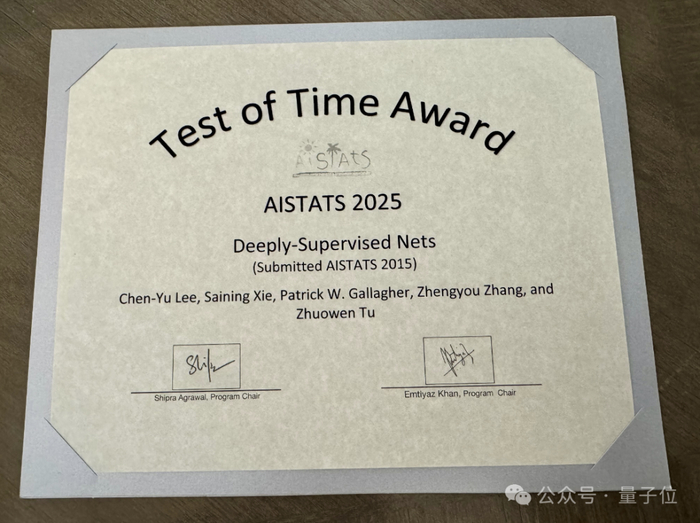 Test of Time Award
AISTATS
AISTATS 2025
Deeply-Supervised Nets
(Submitted AISTATS 2015)
Chen-Yu Lee, Saining Xie, Patrick W. Gallagher, Zhengyou Zhang, and
Zhuowen Tu
Shipra Agrawal, Program Chair
Emtiyaz Khan, Program Chair
公众号 · 量子位